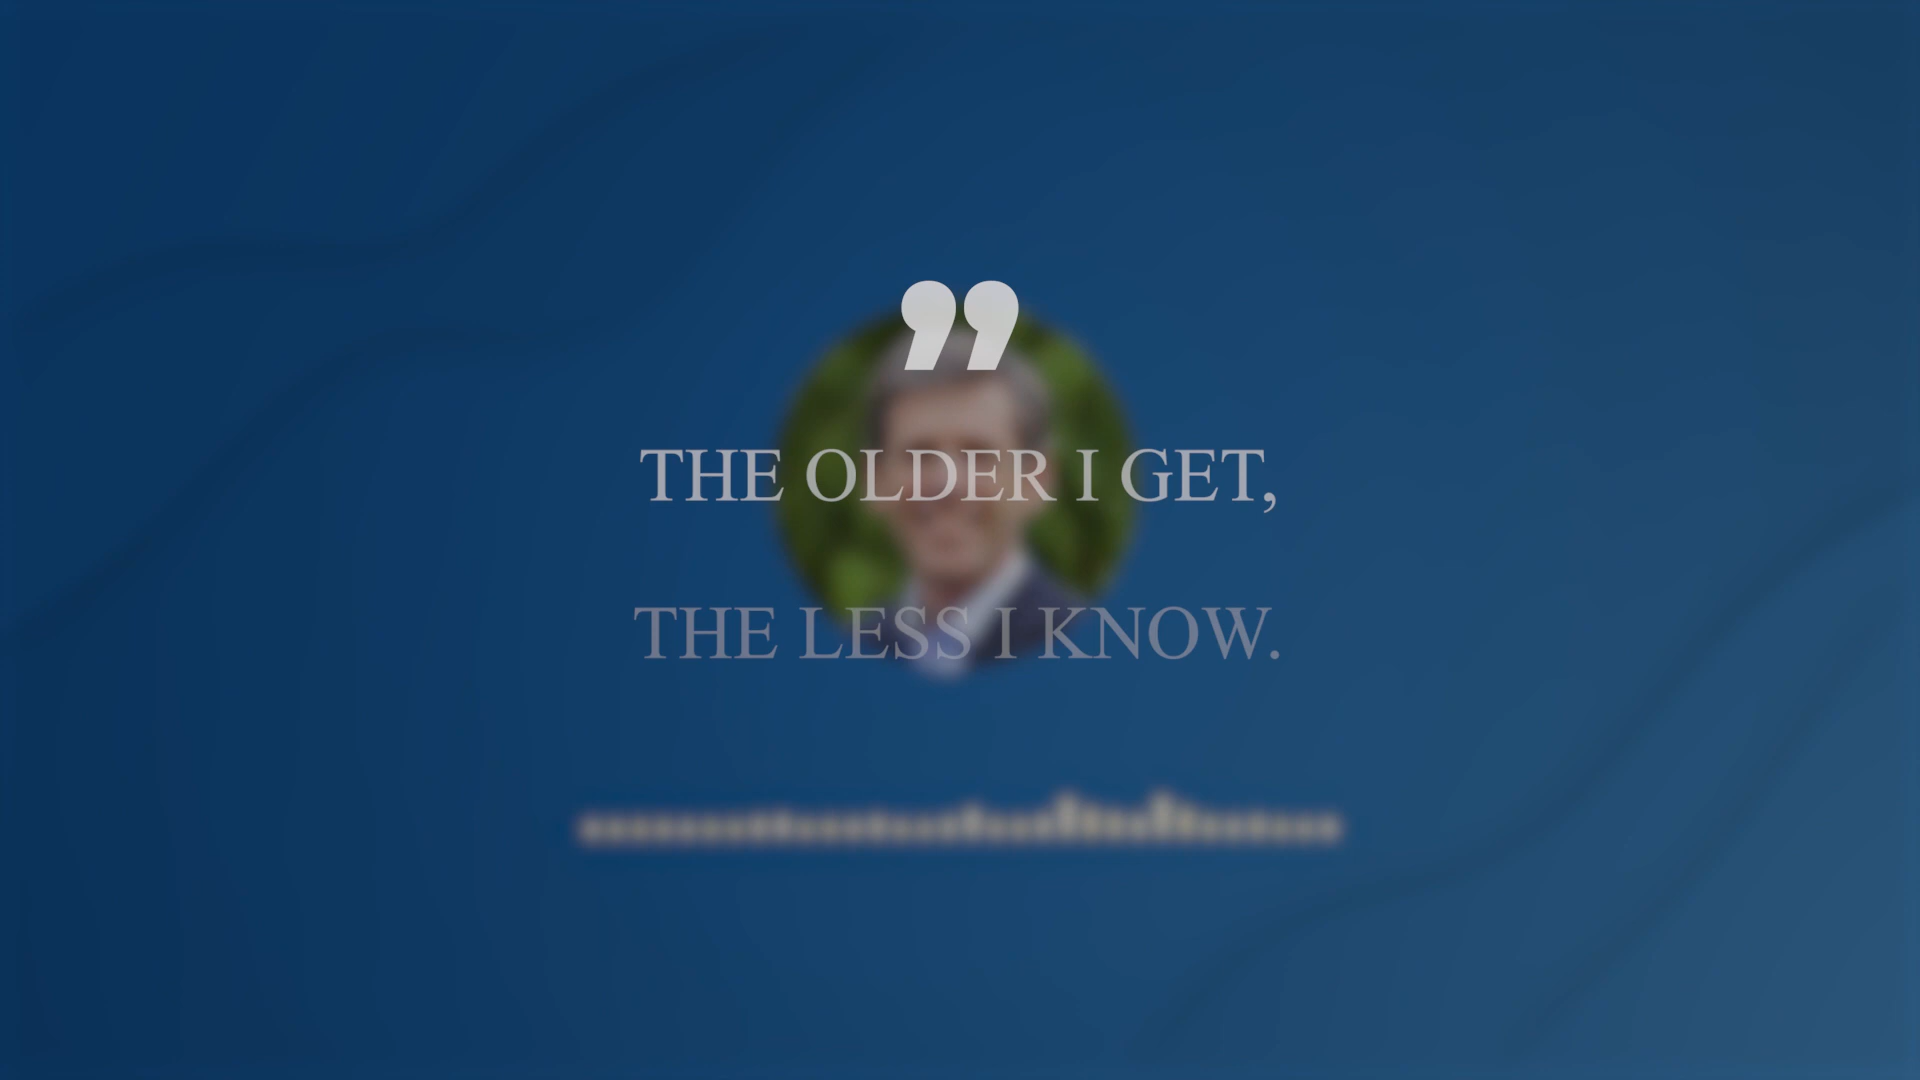 ”
THE OLDER I GET,
THE LESS I KNOW.